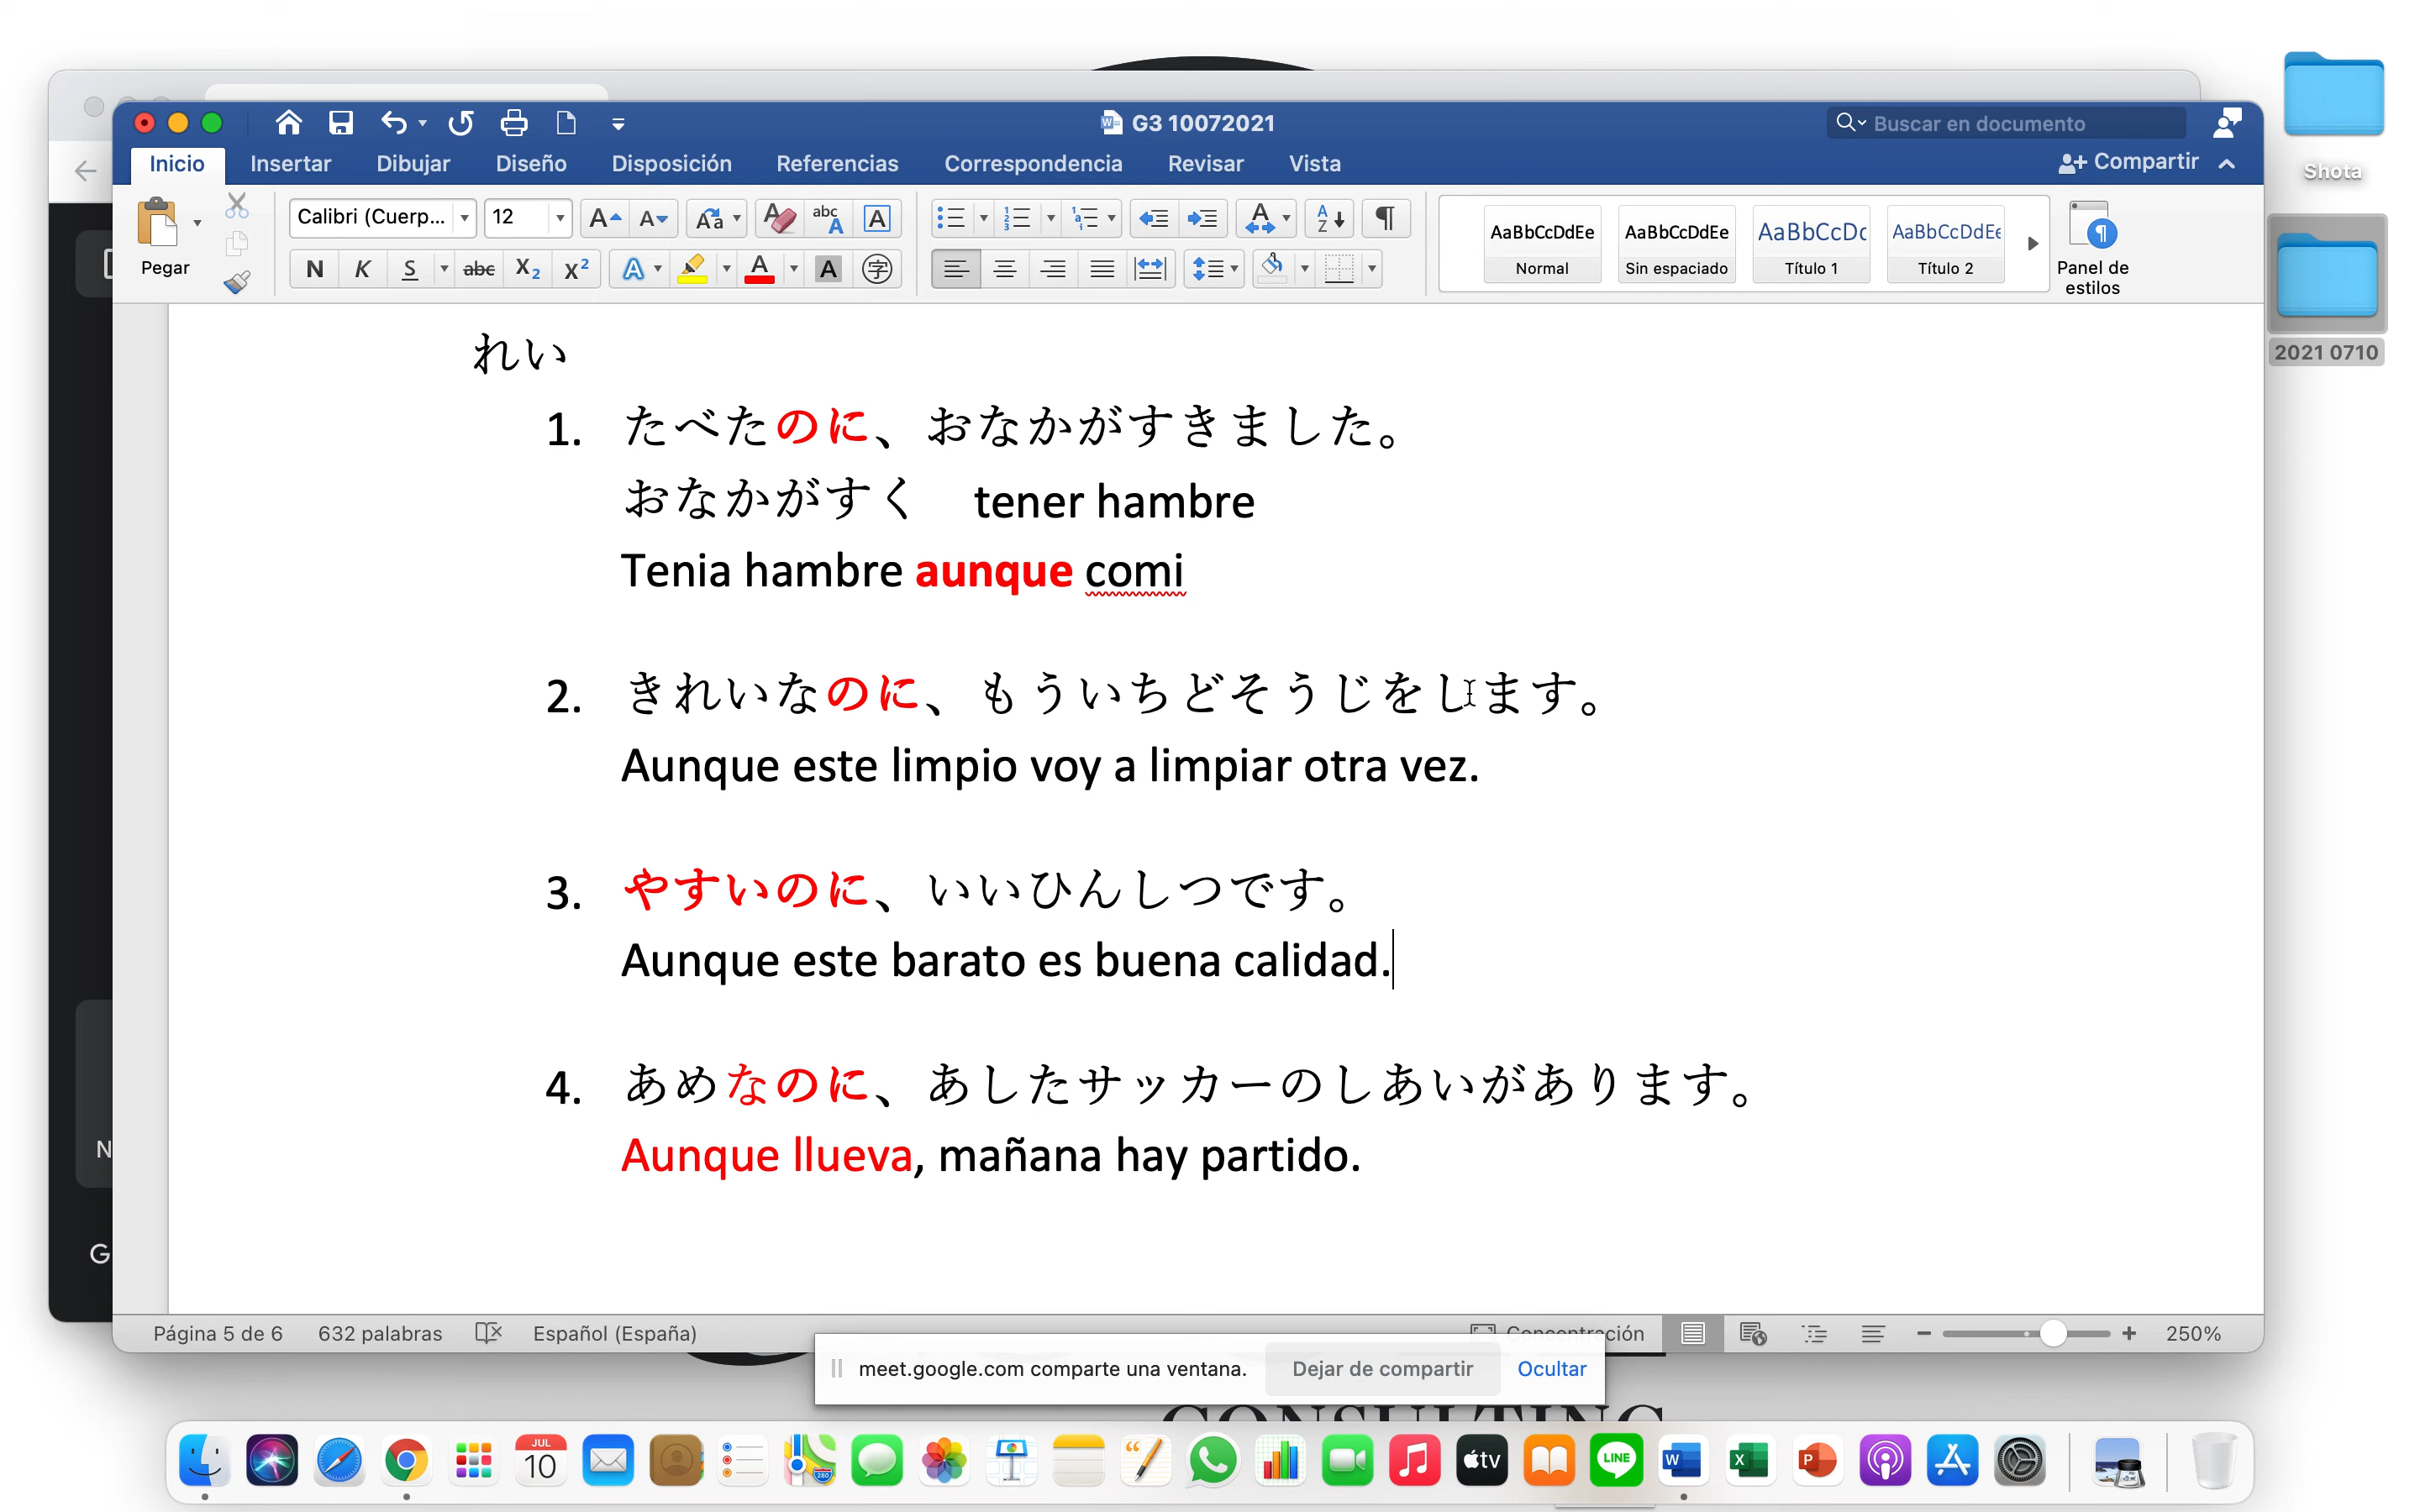 G3 10072021
Buscar en documento
Inicio Insertar Dibujar Diseño Disposición Referencias Correspondencia Revisar Vista
Compartir
Shota
Pegar
Calibri (Cuerp... 12
AaBbCcDdEe AaBbCcDdEe AaBbCcDc AaBbCcDdEe
Normal Sin espaciado Título 1 Título 2
Panel de estilos
2021 0710
れい
1. たべたのに、おなかがすきました。
おなかがすく tener hambre
Tenia hambre aunque comi
2. きれいなのに、もういちどそうじをします。
Aunque este limpio voy a limpiar otra vez.
3. やすいのに、いいひんしつです。
Aunque este barato es buena calidad.
4. あめなのに、あしたサッカーのしあいがあります。
Aunque llueva, mañana hay partido.
Página 5 de 6 632 palabras Español (España) Concentración 250%
meet.google.com comparte una ventana. Dejar de compartir Ocultar
CONSULTING
JUL
10
tv
LINE